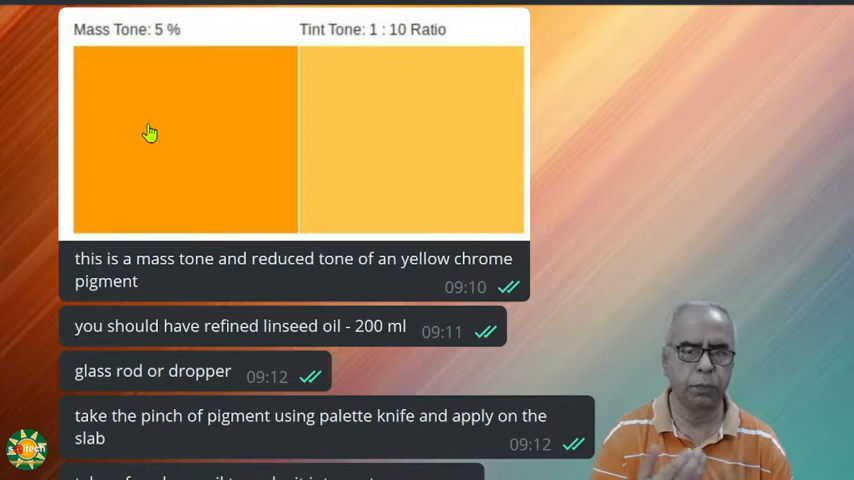 Mass Tone: 5 %
Tint Tone: 1 : 10 Ratio
this is a mass tone and reduced tone of an yellow chrome
pigment
09:10
you should have refined linseed oil - 200 ml
09:11
glass rod or dropper
09:12
take the pinch of pigment using palette knife and apply on the
slab
09:12